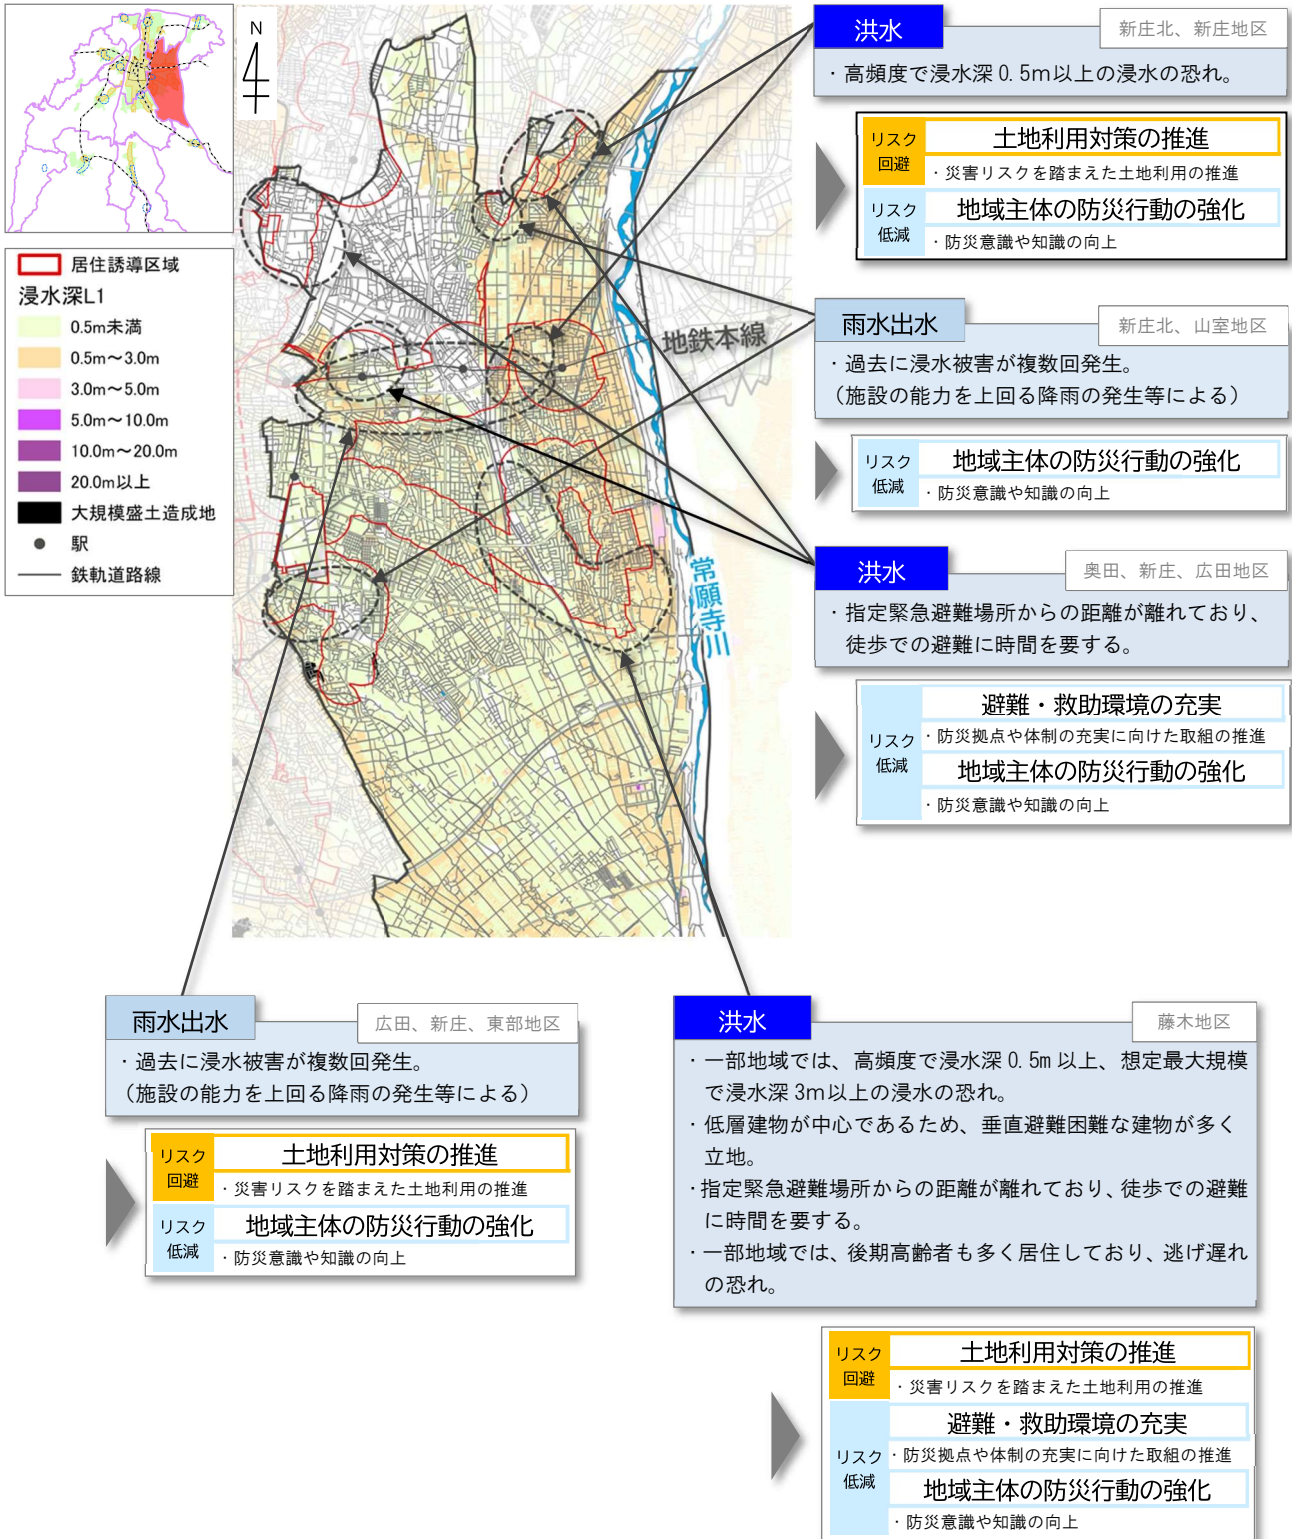 N
居住誘導区域
浸水深L1
0.5m未満
0.5m～3.0m
3.0m～5.0m
5.0m～10.0m
10.0m～20.0m
20.0m以上
大規模盛土造成地
駅
鉄軌道路線
地鉄本線
常願寺川
洪水
新庄北、新庄地区
・高頻度で浸水深0.5m以上の浸水の恐れ。
リスク
回避
土地利用対策の推進
・災害リスクを踏まえた土地利用の推進
リスク
低減
地域主体の防災行動の強化
・防災意識や知識の向上
雨水出水
新庄北、山室地区
・過去に浸水被害が複数回発生。
（施設の能力を上回る降雨の発生等による）
リスク
低減
地域主体の防災行動の強化
・防災意識や知識の向上
洪水
奥田、新庄、広田地区
・指定緊急避難場所からの距離が離れており、
徒歩での避難に時間を要する。
リスク
低減
避難・救助環境の充実
・防災拠点や体制の充実に向けた取組の推進
地域主体の防災行動の強化
・防災意識や知識の向上
雨水出水
広田、新庄、東部地区
・過去に浸水被害が複数回発生。
（施設の能力を上回る降雨の発生等による）
リスク
回避
土地利用対策の推進
・災害リスクを踏まえた土地利用の推進
リスク
低減
地域主体の防災行動の強化
・防災意識や知識の向上
洪水
藤木地区
・一部地域では、高頻度で浸水深0.5m以上、想定最大規模
で浸水深3m以上の浸水の恐れ。
・低層建物が中心であるため、垂直避難困難な建物が多く
立地。
・指定緊急避難場所からの距離が離れており、徒歩での避難
に時間を要する。
・一部地域では、後期高齢者も多く居住しており、逃げ遅れ
の恐れ。
リスク
回避
土地利用対策の推進
・災害リスクを踏まえた土地利用の推進
リスク
低減
避難・救助環境の充実
・防災拠点や体制の充実に向けた取組の推進
地域主体の防災行動の強化
・防災意識や知識の向上